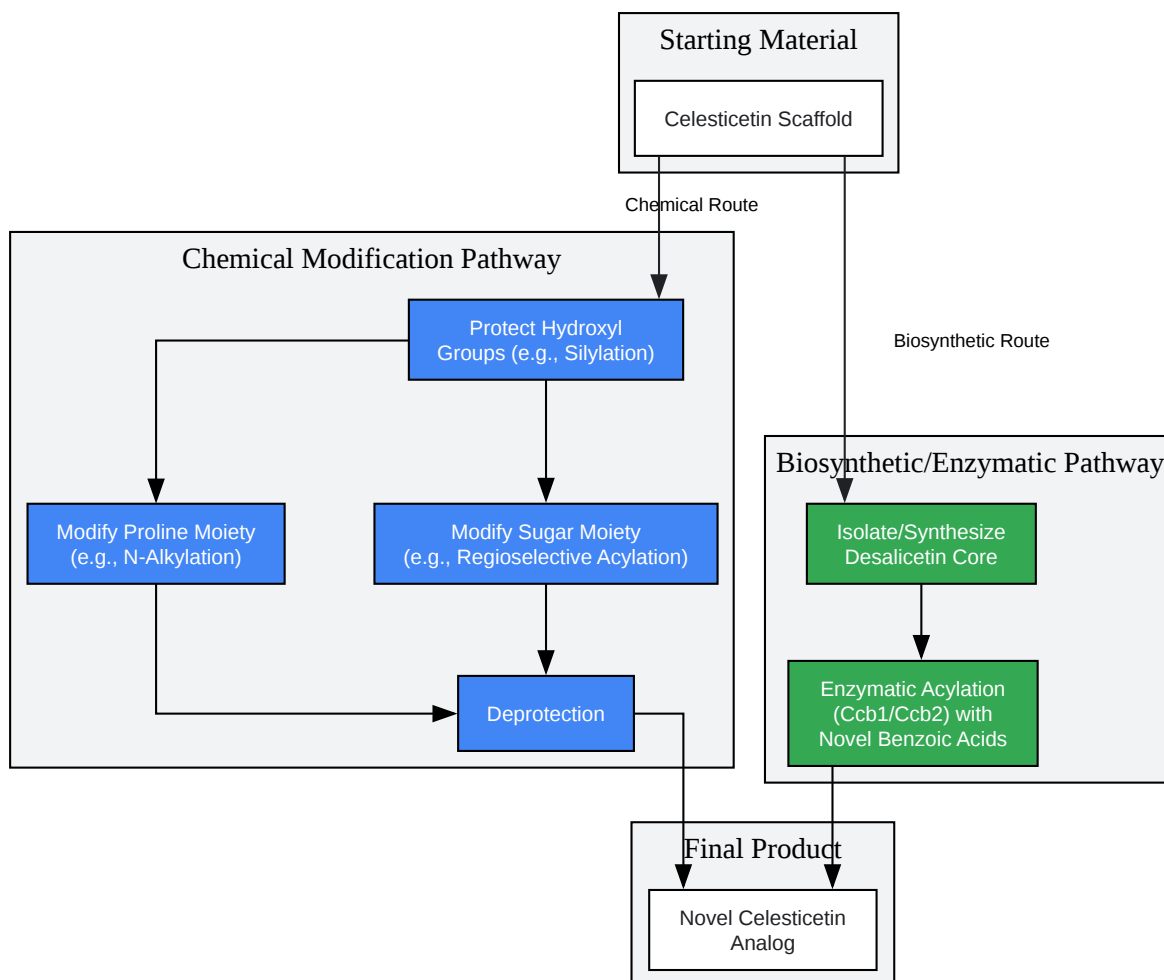 Starting Material
Celesticetin Scaffold
Chemical Route
Chemical Modification Pathway
Protect Hydroxyl
Groups (e.g., Silylation)
Biosynthetic Route
Biosynthetic/Enzymatic Pathway
Modify Proline Moiety
(e.g., N-Alkylation)
Modify Sugar Moiety
(e.g., Regioselective Acylation)
Isolate/Synthesize
Desalicetin Core
Deprotection
Enzymatic Acylation
(Ccb1/Ccb2) with
Novel Benzoic Acids
Final Product
Novel Celesticetin
Analog